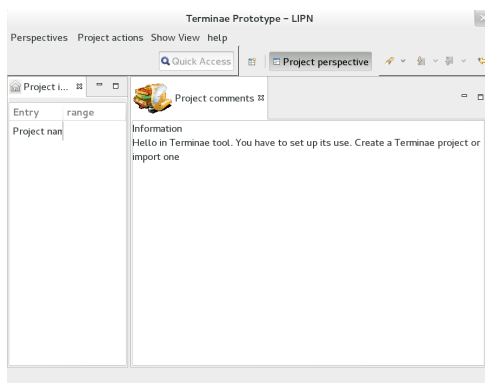 Terminae Prototype – LIPN
Perspectives Project actions Show View help
Quick Access Project perspective
Project i...
Project comments
Entry range
Project nam
Information
Hello in Terminae tool. You have to set up its use. Create a Terminae project or
import one